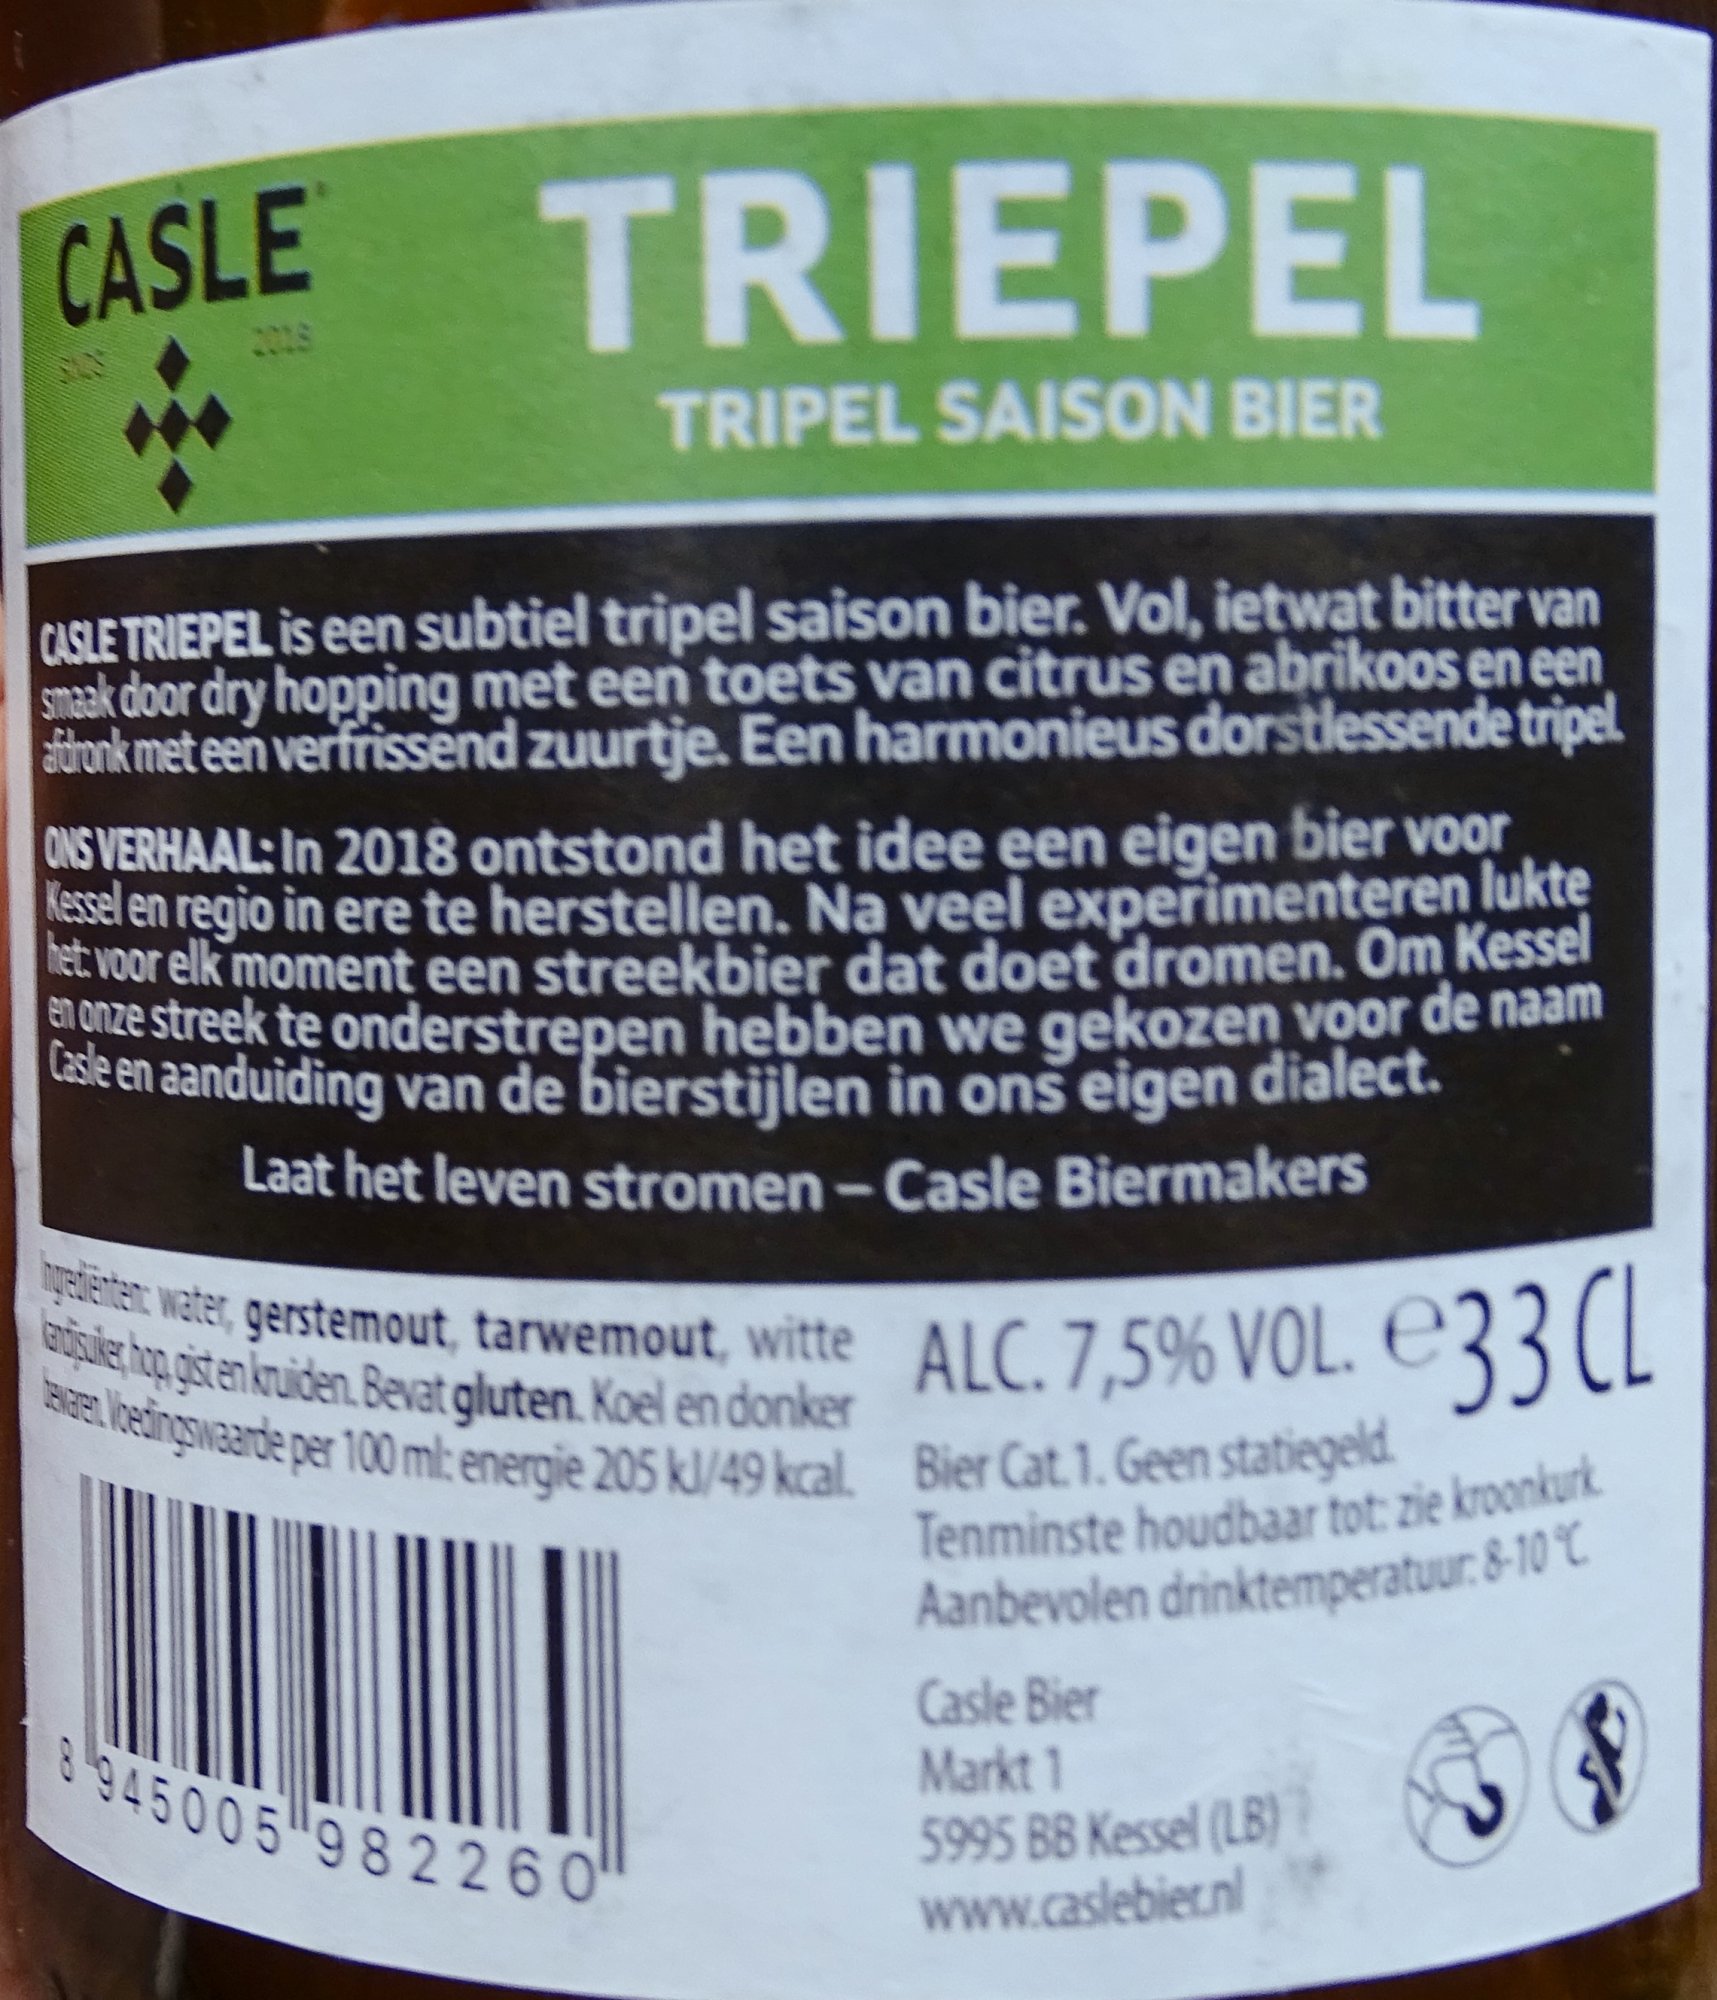 CASLE
SINDS 2018
TRIEPEL
TRIPEL SAISON BIER
CASLE TRIEPEL is een subtiel tripel saison bier. Vol, ietwat bitter van
smaak door dry hopping met een toets van citrus en abrikoos en een
afdronk met een verfrissend zuurtje. Een harmonieus dorstlessende tripel.
ONS VERHAAL: In 2018 ontstond het idee een eigen bier voor
Kessel en regio in ere te herstellen. Na veel experimenteren lukte
het: voor elk moment een streekbier dat doet dromen. Om Kessel
en onze streek te onderstrepen hebben we gekozen voor de naam
Casle en aanduiding van de bierstijlen in ons eigen dialect.
Laat het leven stromen – Casle Biermakers
Ingrediënten: water, gerstemout, tarwemout, witte
kandijsuiker, hop, gist en kruiden. Bevat gluten. Koel en donker
bewaren. Voedingswaarde per 100 ml: energie 205 kJ/49 kcal.
8 945005 982260
ALC. 7,5% VOL. ℮33 CL
Bier Cat.1. Geen statiegeld.
Tenminste houdbaar tot: zie kroonkurk.
Aanbevolen drinktemperatuur: 8-10 °C
Casle Bier
Markt 1
5995 BB Kessel (LB)
www.caslebier.nl